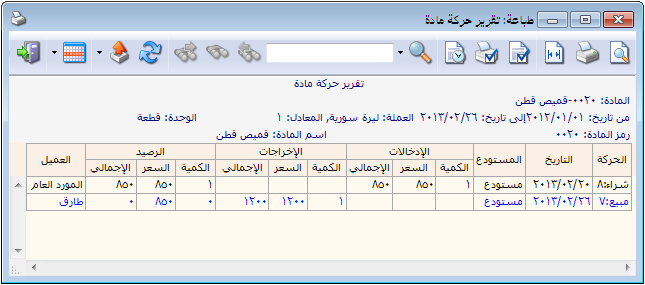 طباعة: تقرير حركة مادة
تقرير حركة مادة
المادة: ٠٠٢٠-قميص قطن
من تاريخ: ٢٠١٢/٠١/٠١إلى تاريخ: ٢٠١٣/٠٢/٢٦ العملة: ليرة سورية, المعادل: ١ الوحدة: قطعة
رمز المادة: ٠٠٢٠ اسم المادة: قميص قطن
الحركة التاريخ المستودع الإدخالات الإخراجات الرصيد العميل
الكمية السعر الإجمالي الكمية السعر الإجمالي الكمية السعر الإجمالي
شراء:٨ ٢٠١٣/٠٢/٢٠ مستودع ١ ٨٥٠ ٨٥٠ ١ ٨٥٠ ٨٥٠ المورد العام
مبيع:٧ ٢٠١٣/٠٢/٢٦ مستودع ١ ١٢٠٠ ١٢٠٠ ٠ ٨٥٠ ٠ طارق